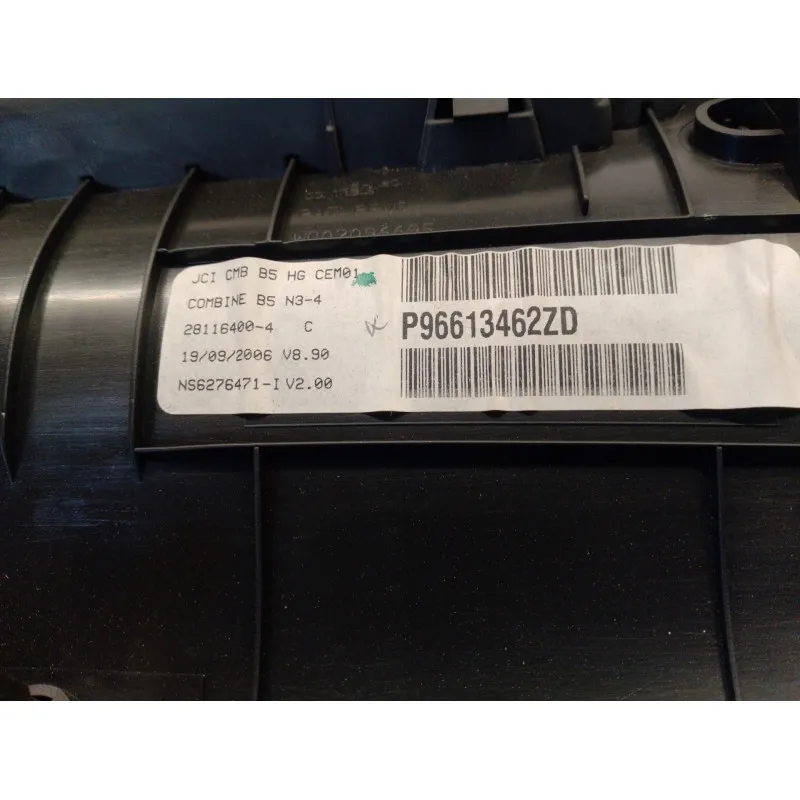 JCI CMB B5 HG CEM01
COMBINE B5 N3-4
28116400-4 C
19/09/2006 V8.90
NS6276471-I V2.00
P96613462ZD